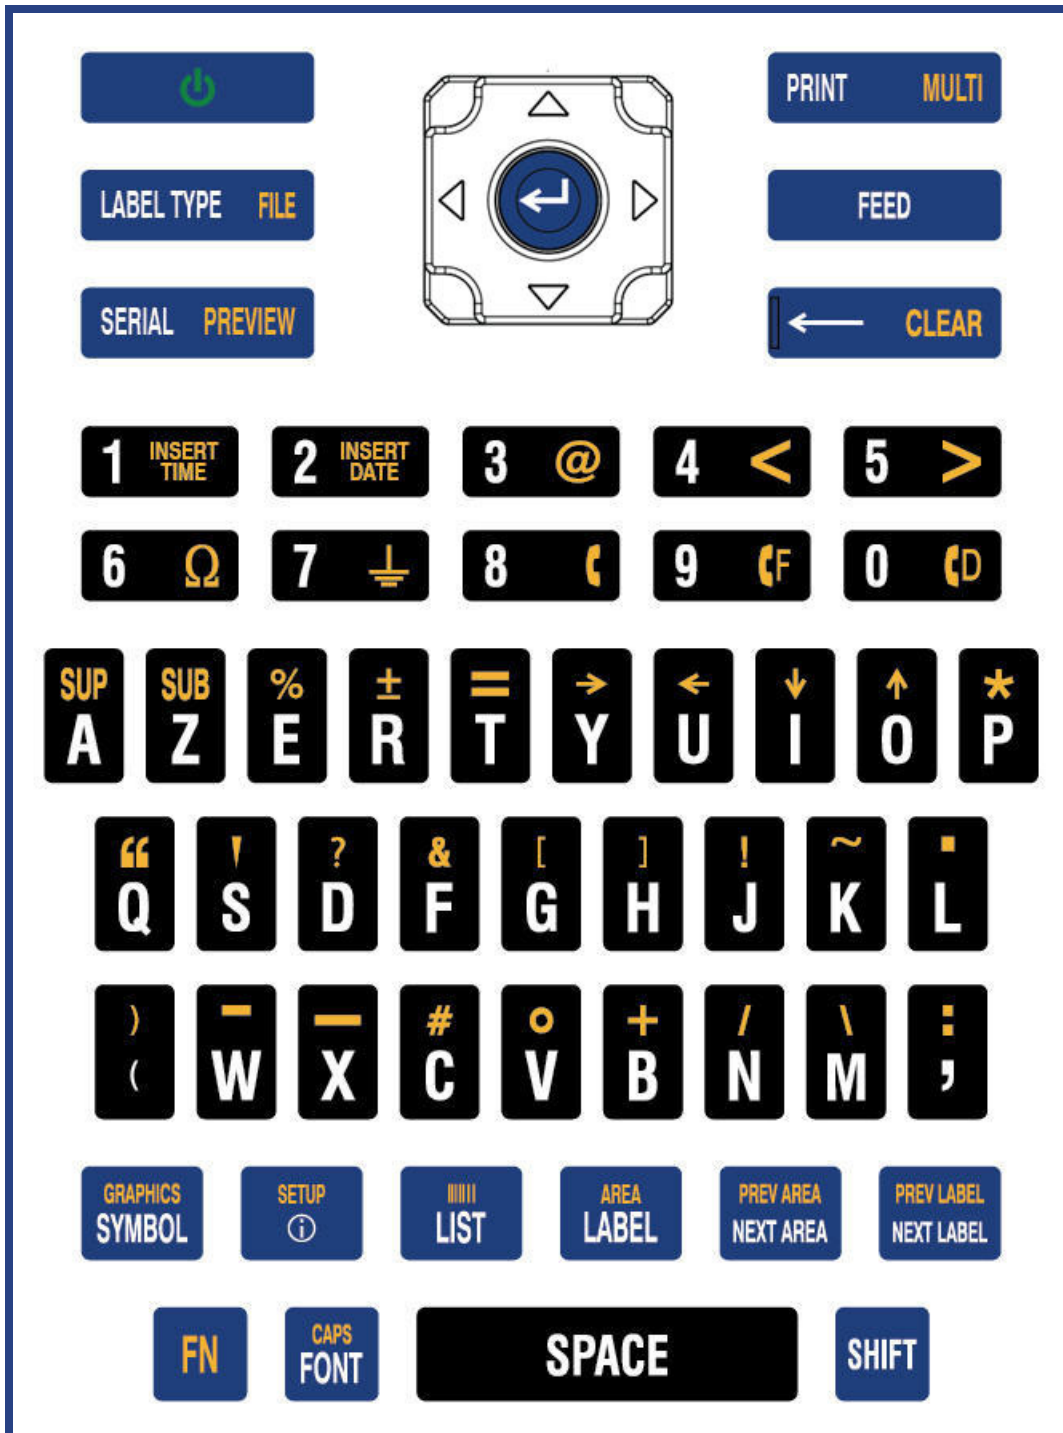 PRINT MULTI
LABEL TYPE FILE
FEED
SERIAL PREVIEW
← CLEAR
1 INSERT TIME 2 INSERT DATE 3 @ 4 < 5 >
6 Ω 7 ⏚ 8 9 F 0 D
SUP SUB % ± = → ← ↓ ↑ *
A Z E R T Y U I O P
“ ' ? & [ ] ! ~ .
Q S D F G H J K L
) - — # ° + / \ :
( W X C V B N M ,
GRAPHICS SETUP AREA PREV AREA PREV LABEL
SYMBOL ⓘ LIST LABEL NEXT AREA NEXT LABEL
CAPS
FN FONT SPACE SHIFT